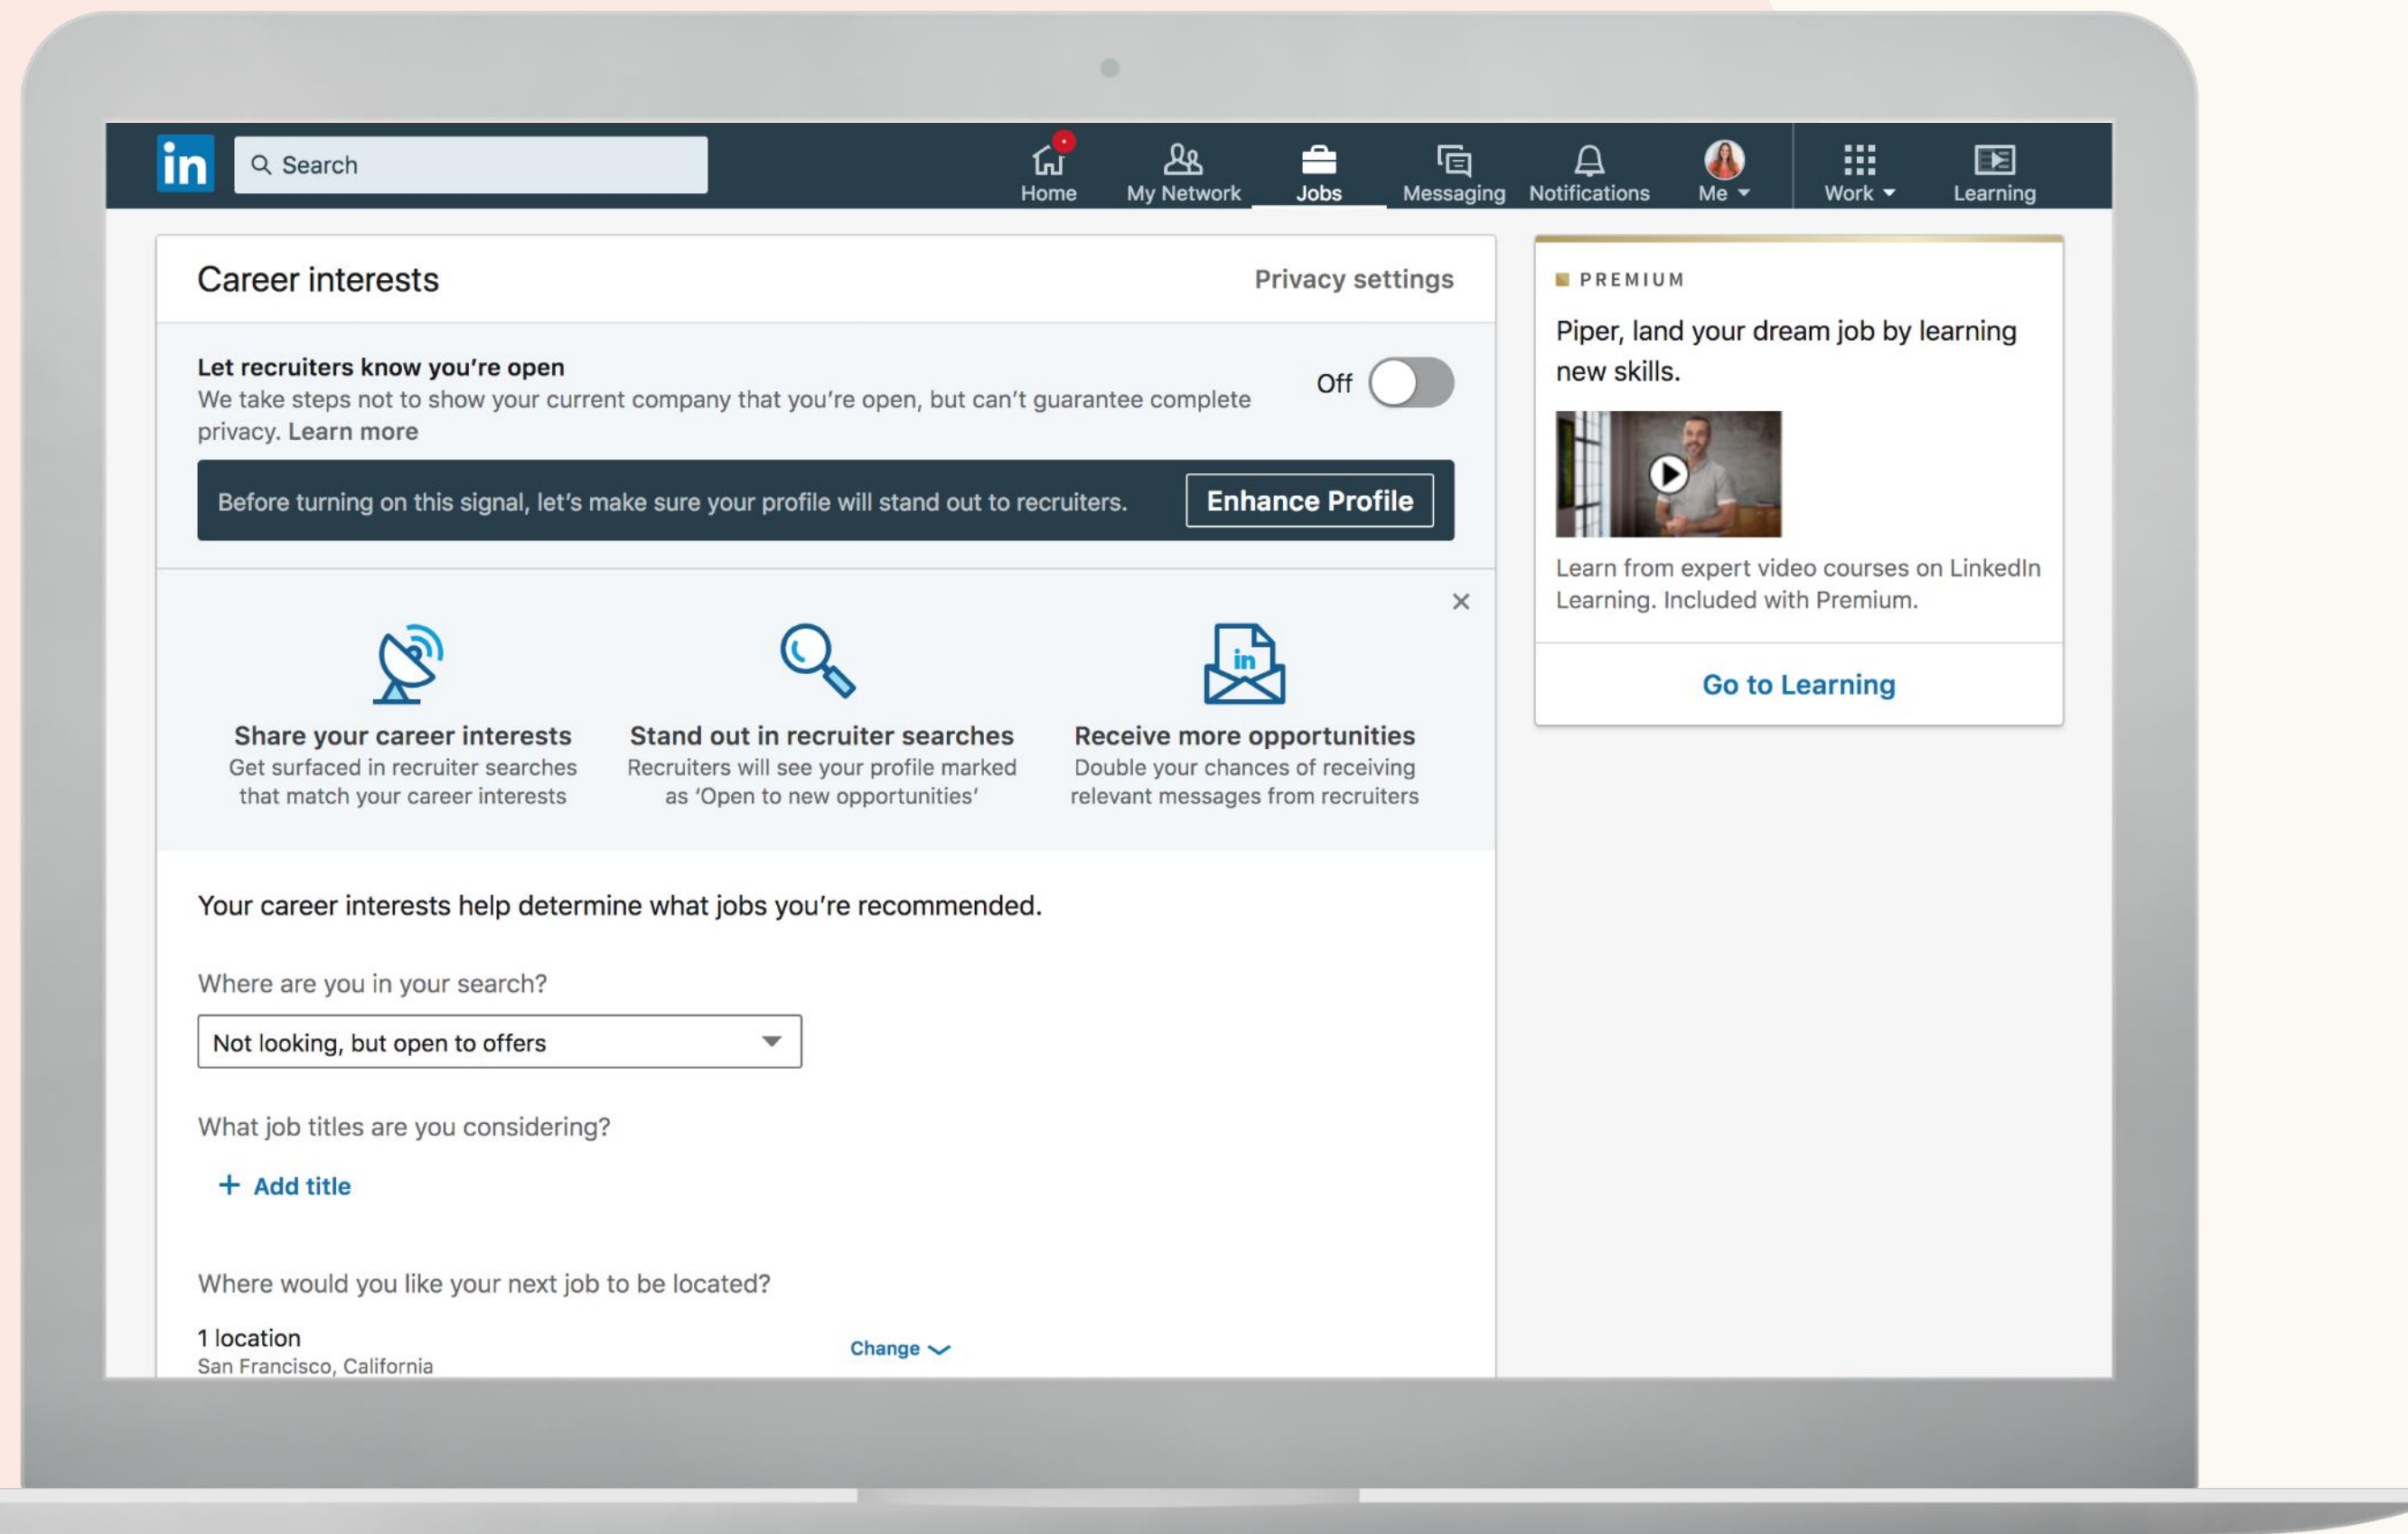 in
Search
Home
My Network
Jobs
Messaging
Notifications
Me
Work
Learning
Career interests
Privacy settings
Let recruiters know you're open
Off
We take steps not to show your current company that you're open, but can't guarantee complete
privacy. Learn more
Before turning on this signal, let's make sure your profile will stand out to recruiters.
Enhance Profile
Share your career interests
Get surfaced in recruiter searches
that match your career interests
Stand out in recruiter searches
Recruiters will see your profile marked
as ‘Open to new opportunities’
in
Receive more opportunities
Double your chances of receiving
relevant messages from recruiters
Your career interests help determine what jobs you're recommended.
Where are you in your search?
Not looking, but open to offers
What job titles are you considering?
+ Add title
Where would you like your next job to be located?
1 location
San Francisco, California
Change
PREMIUM
Piper, land your dream job by learning
new skills.
Learn from expert video courses on LinkedIn
Learning. Included with Premium.
Go to Learning